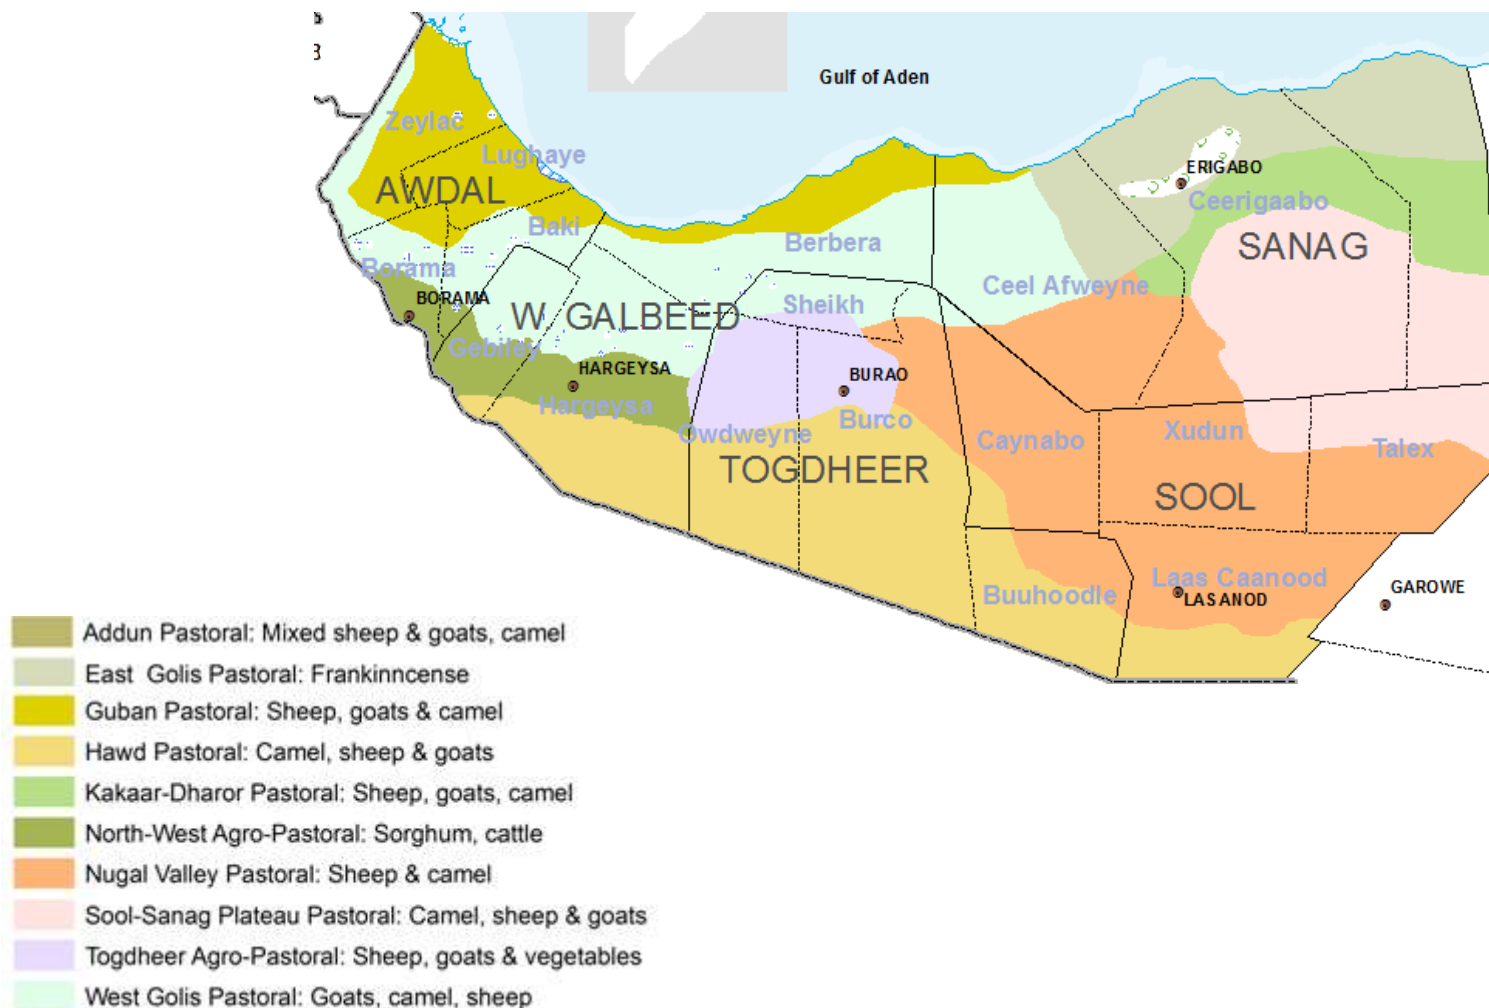 Gulf of Aden
Zeylac
Lughaye
AWDAL
ERIGABO
Ceerigaabo
Baki
Berbera
SANAG
Borama
Ceel Afweyne
BORAMA
Sheikh
W. GALBEED
Gebiley
HARGEYSA
BURAO
Hargeysa
Owdweyne
Burco
Caynabo
Xudun
Talex
TOGDHEER
SOOL
Buuhoodle
Laas Caanood
LASANOD
GAROWE
Addun Pastoral: Mixed sheep & goats, camel
East Golis Pastoral: Frankinncense
Guban Pastoral: Sheep, goats & camel
Hawd Pastoral: Camel, sheep & goats
Kakaar-Dharor Pastoral: Sheep, goats, camel
North-West Agro-Pastoral: Sorghum, cattle
Nugal Valley Pastoral: Sheep & camel
Sool-Sanag Plateau Pastoral: Camel, sheep & goats
Togdheer Agro-Pastoral: Sheep, goats & vegetables
West Golis Pastoral: Goats, camel, sheep